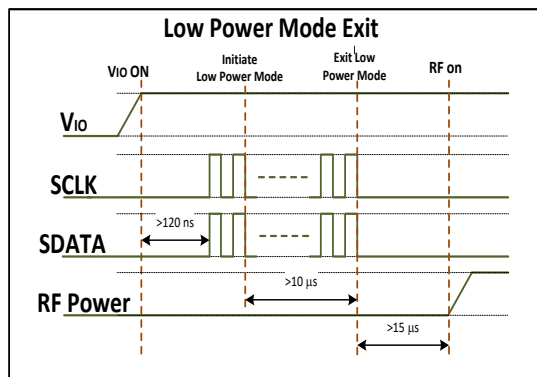 Low Power Mode Exit
VIO ON
Initiate
Low Power Mode
Exit Low
Power Mode
RF on
VIO
SCLK
>120 ns
SDATA
>10 µs
RF Power
>15 µs